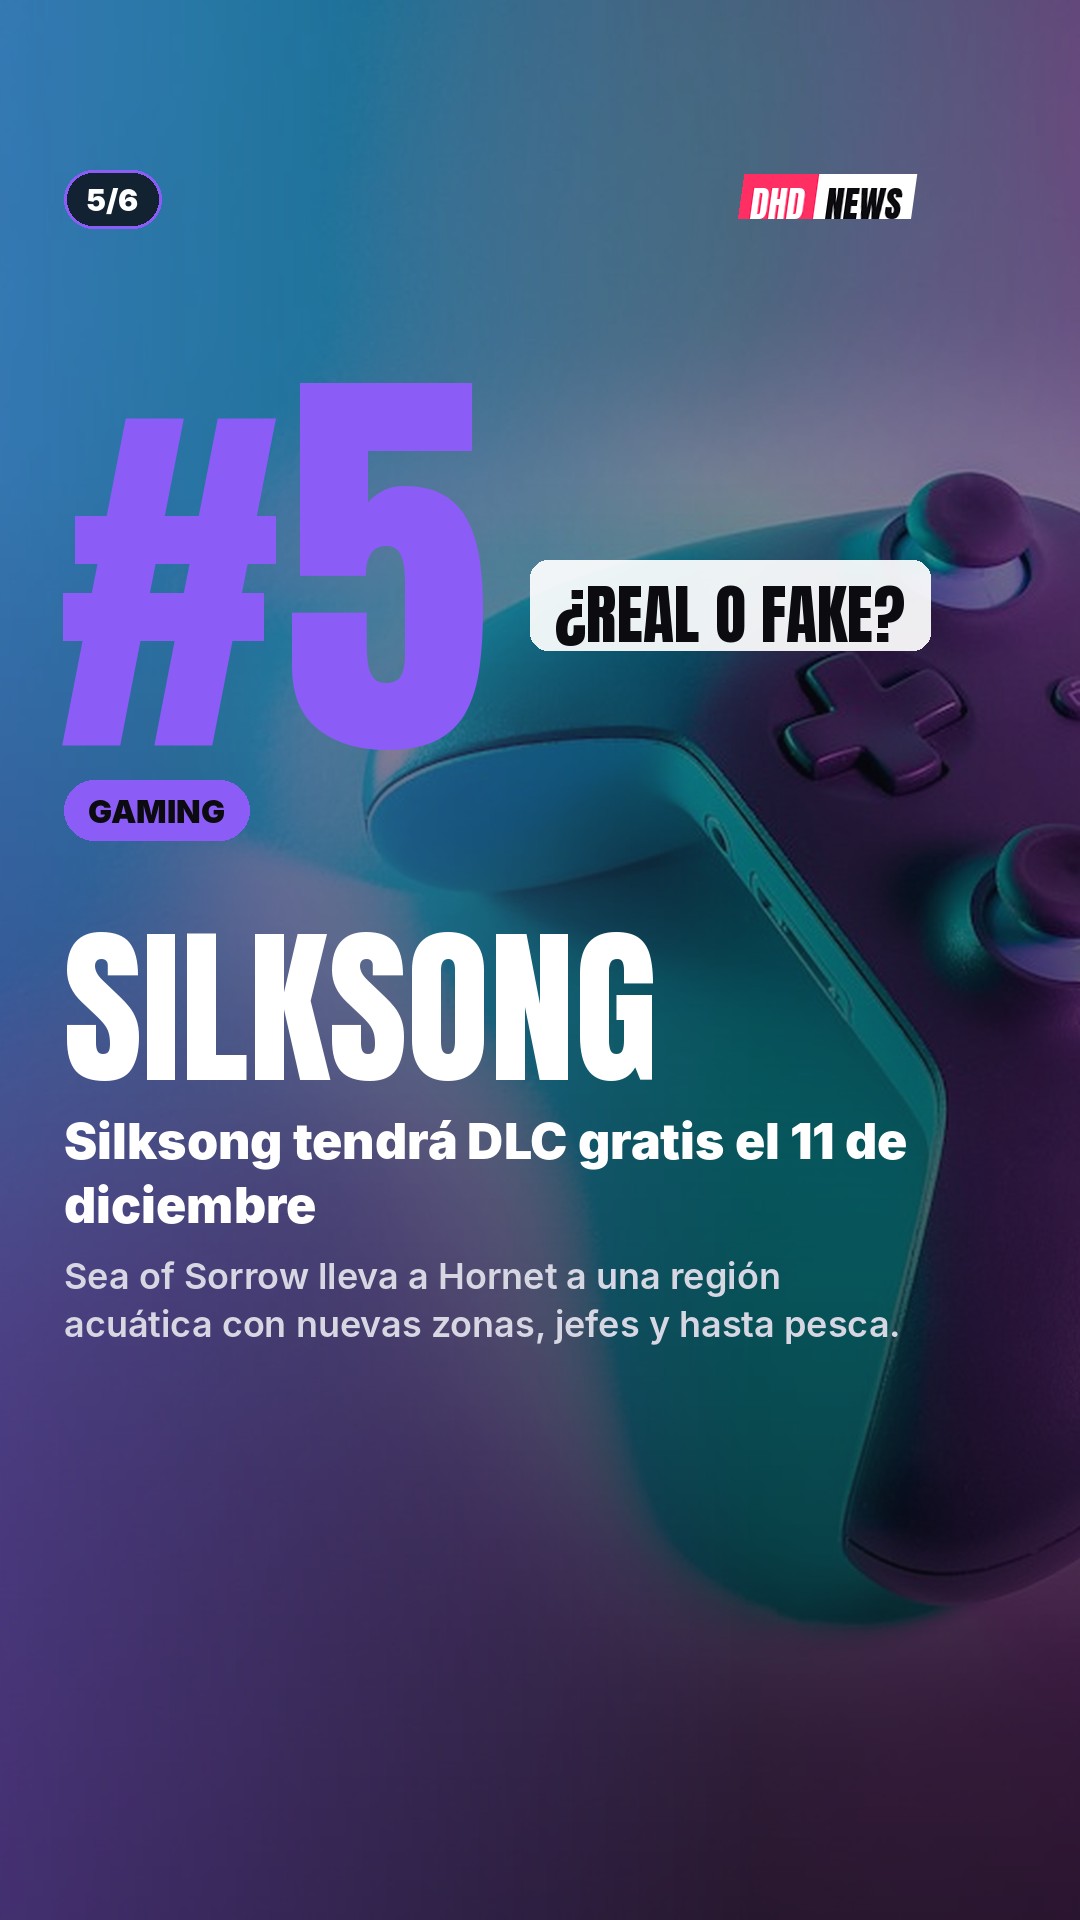 5/6
DHD NEWS
#5
¿REAL O FAKE?
GAMING
SILKSONG
Silksong tendrá DLC gratis el 11 de
diciembre
Sea of Sorrow lleva a Hornet a una región
acuática con nuevas zonas, jefes y hasta pesca.